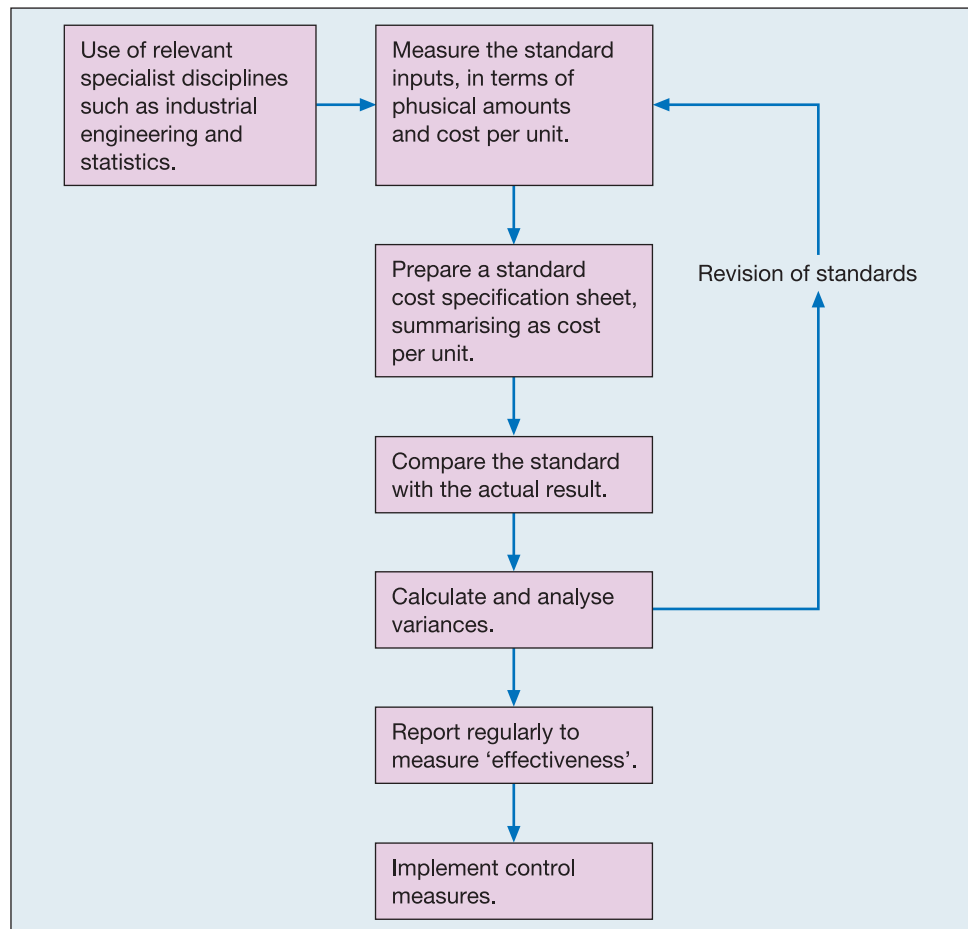 Use of relevant
specialist disciplines
such as industrial
engineering and
statistics.
Measure the standard
inputs, in terms of
phusical amounts
and cost per unit.
Prepare a standard
cost specification sheet,
summarising as cost
per unit.
Revision of standards
Compare the standard
with the actual result.
Calculate and analyse
variances.
Report regularly to
measure ‘effectiveness’.
Implement control
measures.